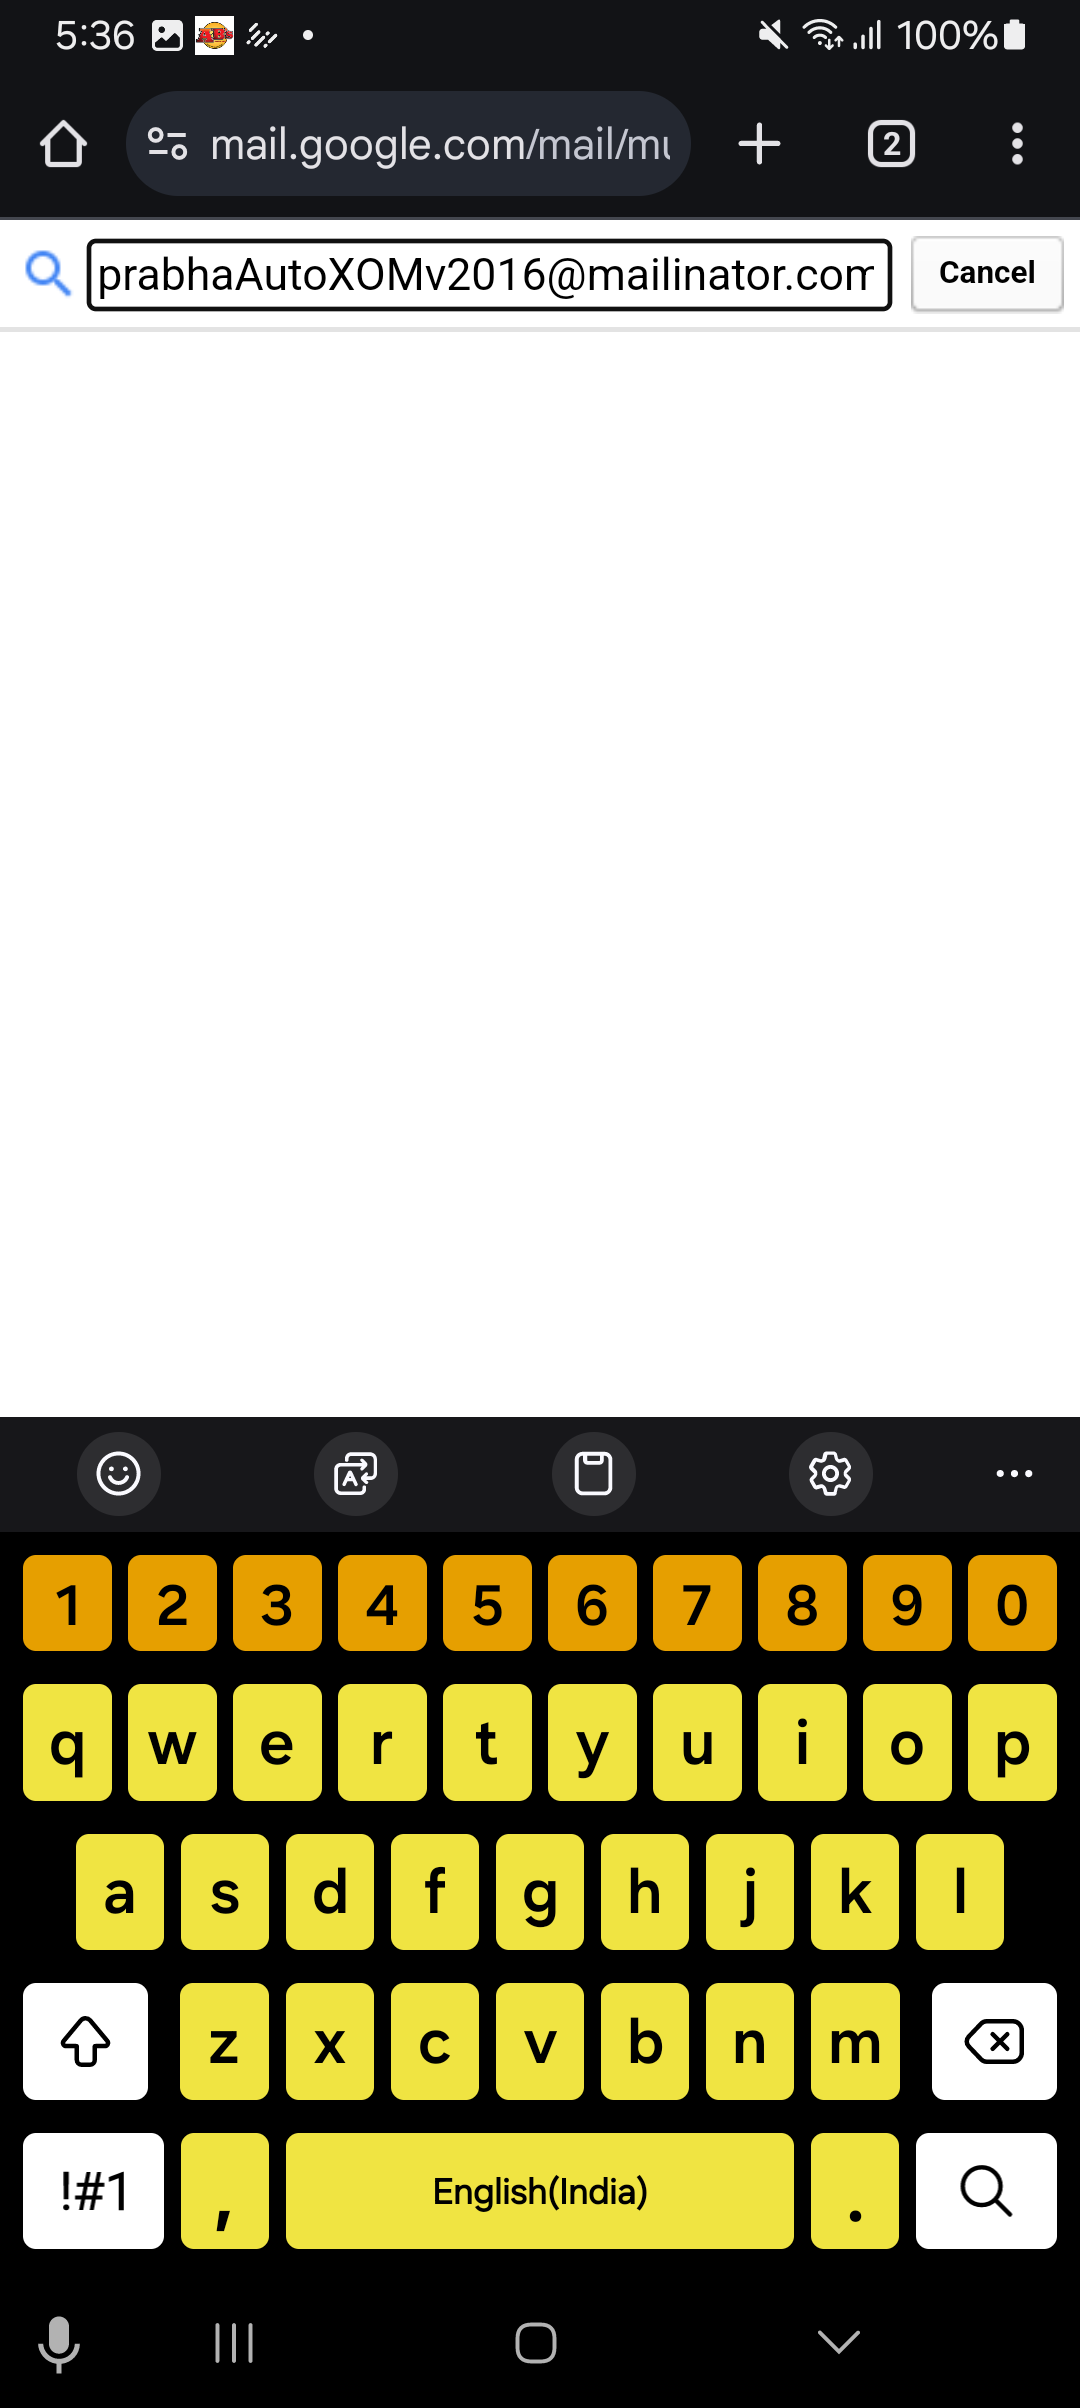 5:36 100%
mail.google.com/mail/mu
2
prabhaAutoXOMv2016@mailinator.com
Cancel
1 2 3 4 5 6 7 8 9 0
q w e r t y u i o p
a s d f g h j k l
z x c v b n m
!#1 , English(India) .